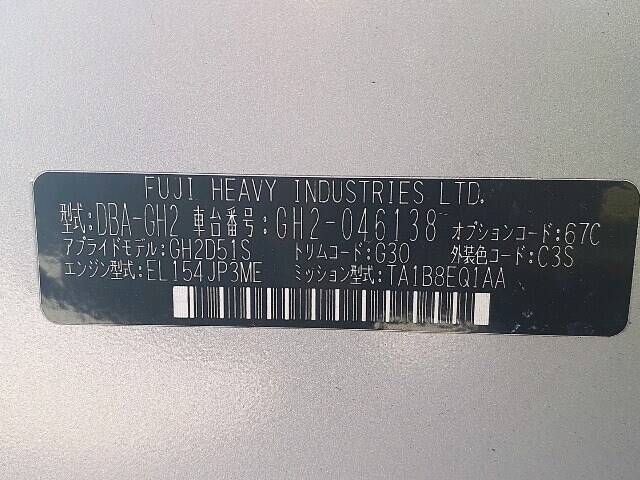 FUJI HEAVY INDUSTRIES LTD.
型式:DBA-GH2 車台番号:GH2-046138 オプションコード:67C
アプライドモデル:GH2D51S トリムコード:G30 外装色コード:C3S
エンジン型式:EL154JP3ME ミッション型式:TA1B8EQ1AA